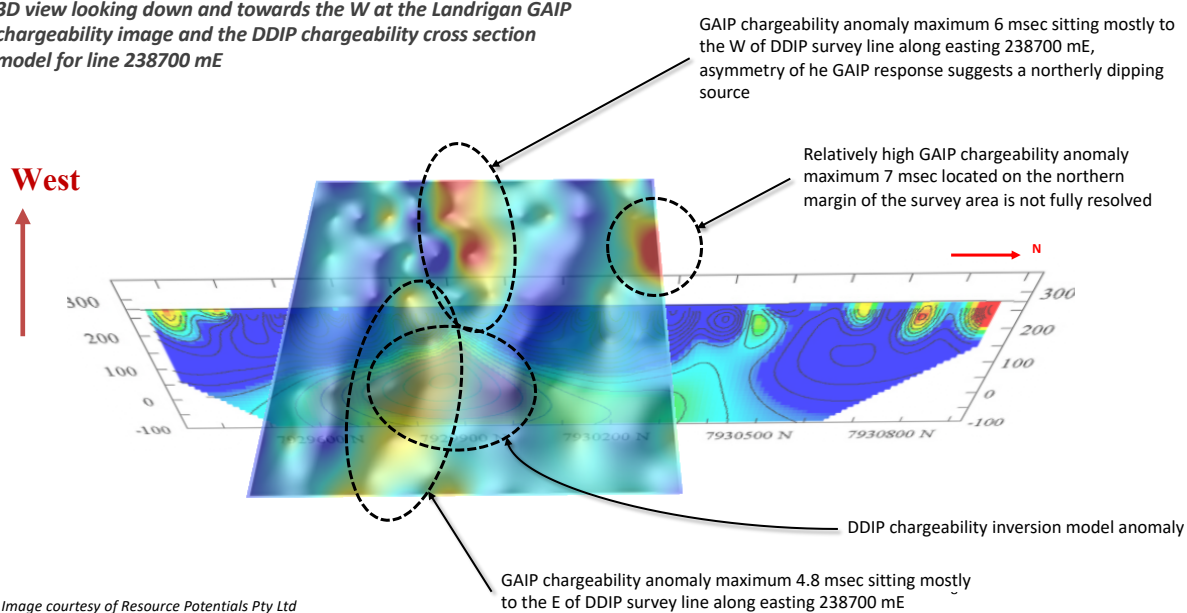 3D view looking down and towards the W at the Landrigan GAIP
chargeability image and the DDIP chargeability cross section
model for line 238700 mE
GAIP chargeability anomaly maximum 6 msec sitting mostly to
the W of DDIP survey line along easting 238700 mE,
asymmetry of he GAIP response suggests a northerly dipping
source
Relatively high GAIP chargeability anomaly
maximum 7 msec located on the northern
margin of the survey area is not fully resolved
West
N
300
200
100
0
-100
300
200
100
0
-100
7929600 N
7929900 N
7930200 N
7930500 N
7930800 N
DDIP chargeability inversion model anomaly
GAIP chargeability anomaly maximum 4.8 msec sitting mostly
to the E of DDIP survey line along easting 238700 mE
Image courtesy of Resource Potentials Pty Ltd